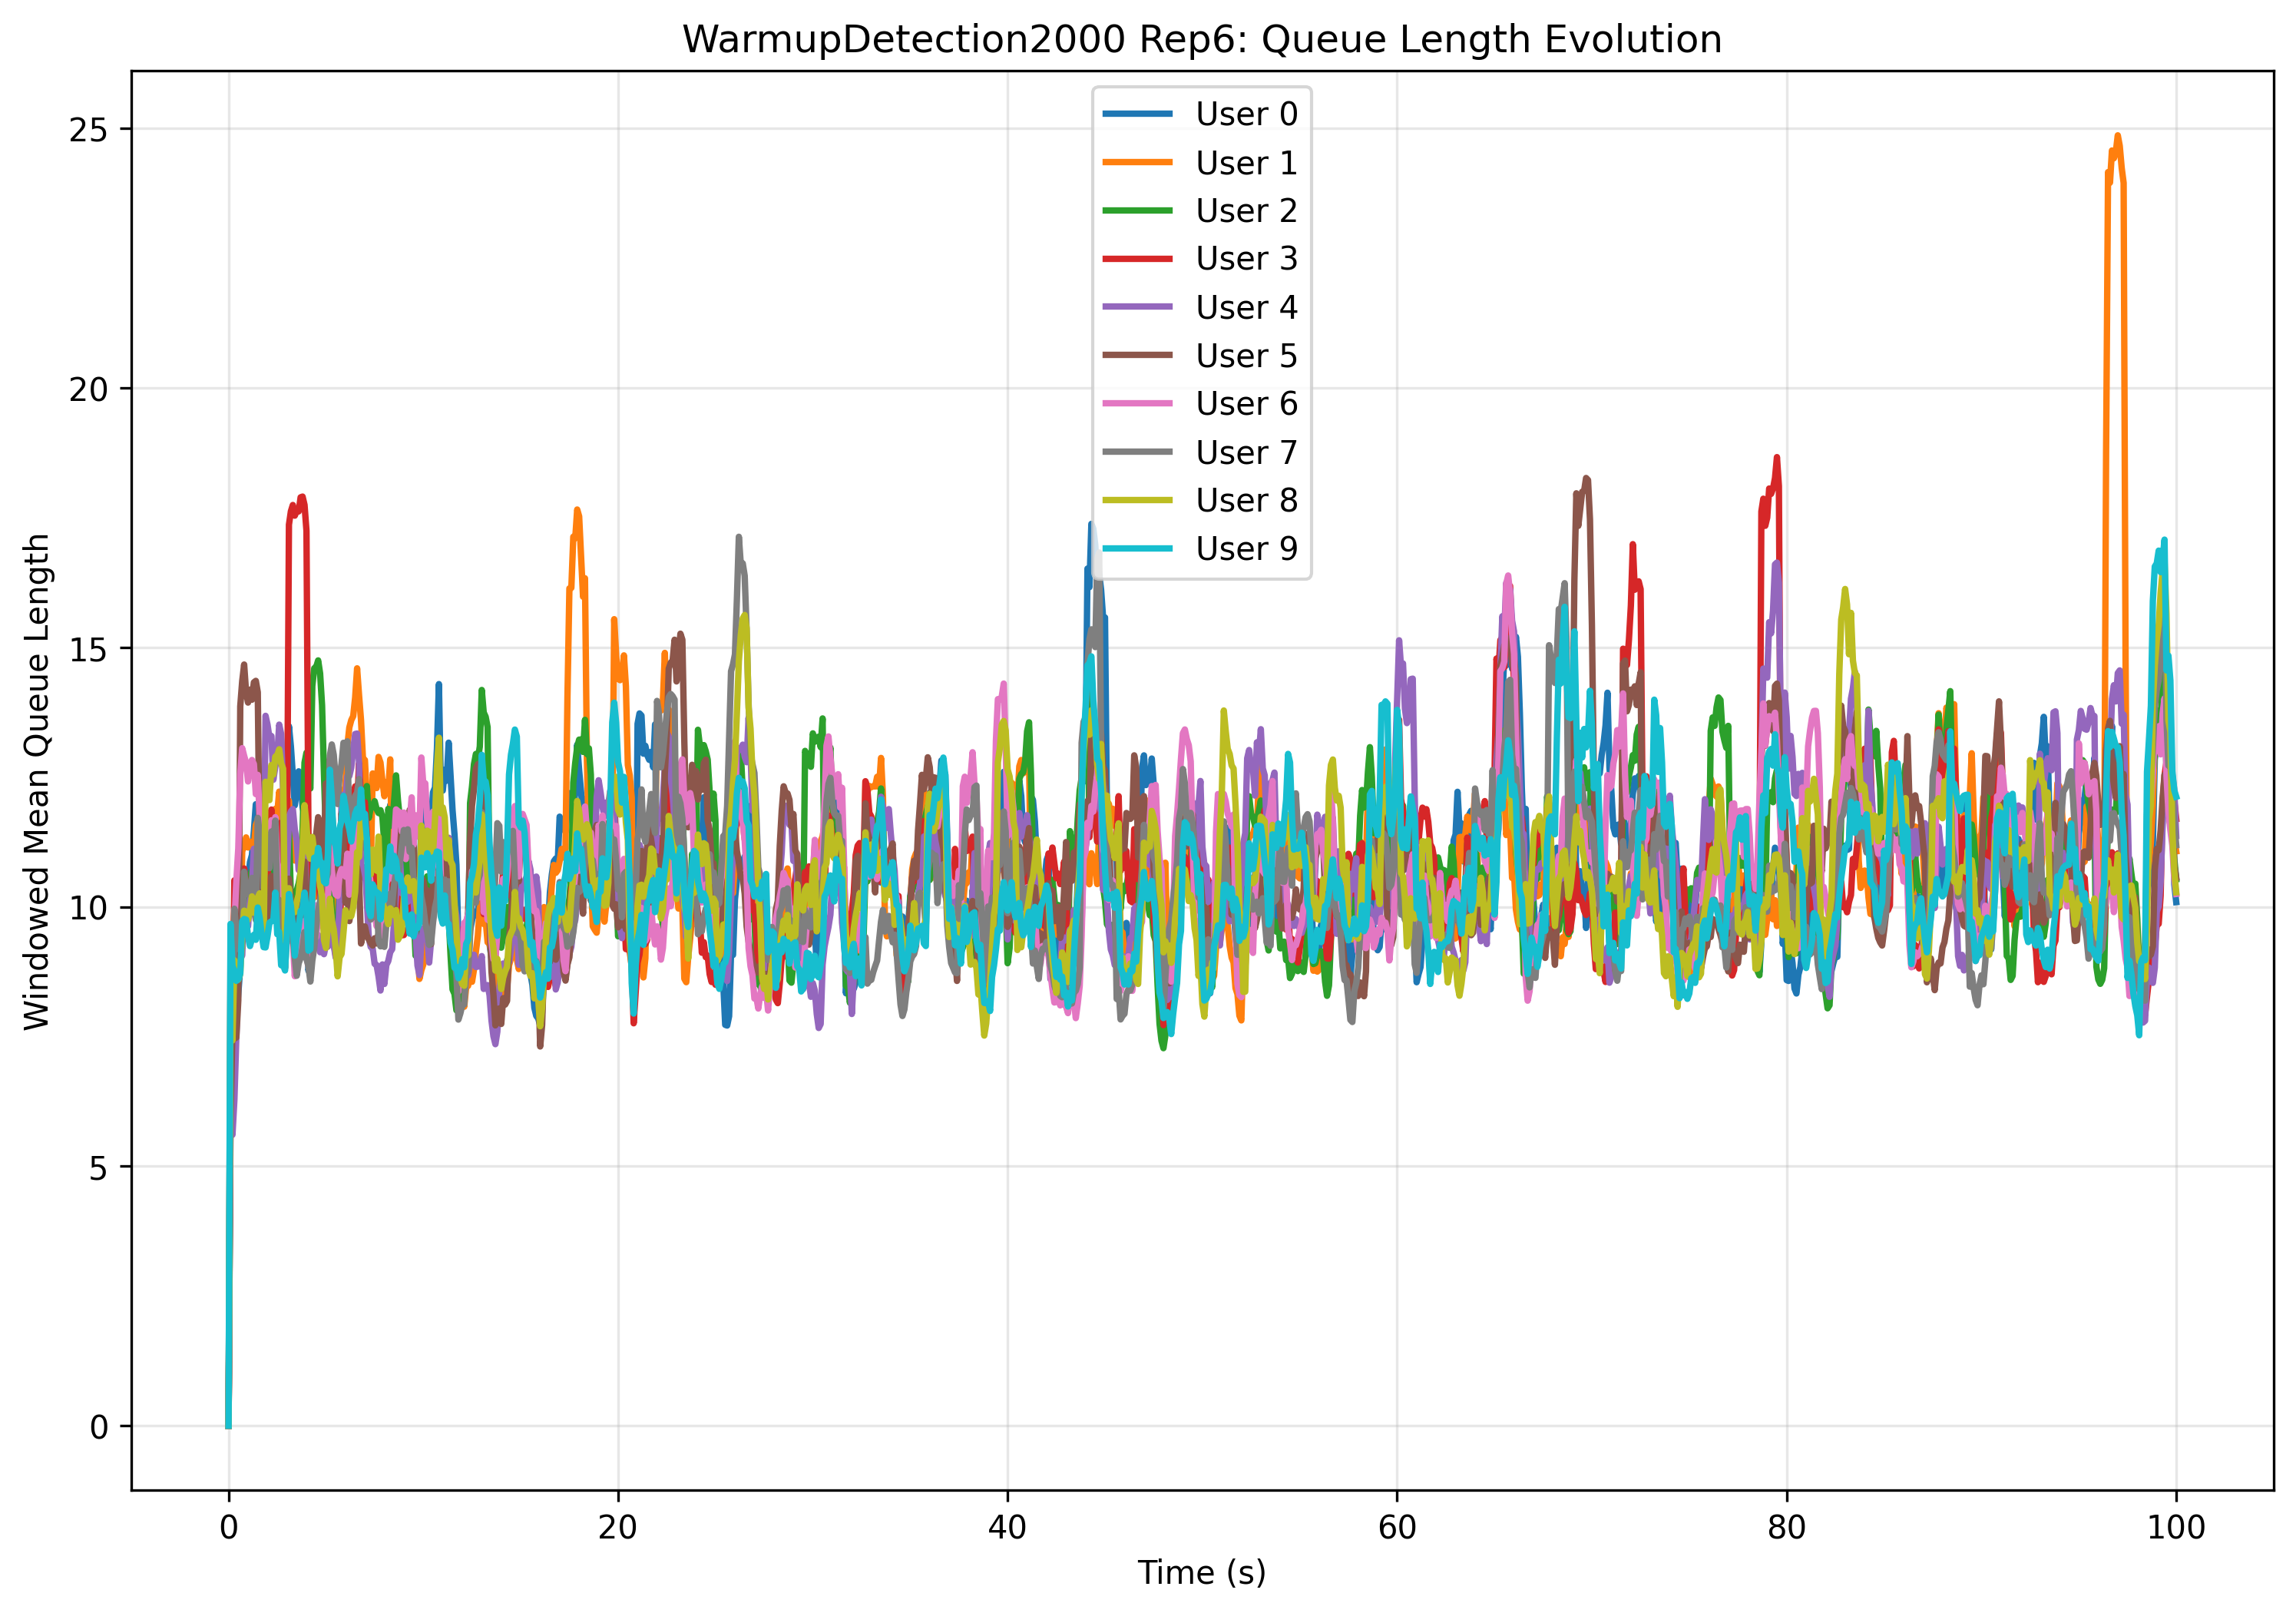 WarmupDetection2000 Rep6: Queue Length Evolution
User 0
User 1
User 2
User 3
User 4
User 5
User 6
User 7
User 8
User 9
Windowed Mean Queue Length
25
20
15
10
5
0
0 20 40 60 80 100
Time (s)